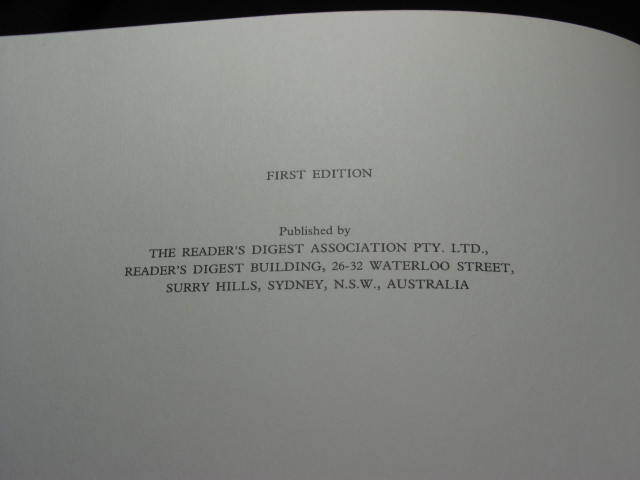 FIRST EDITION
Published by
THE READER'S DIGEST ASSOCIATION PTY. LTD.,
READER'S DIGEST BUILDING, 26-32 WATERLOO STREET,
SURRY HILLS, SYDNEY, N.S.W., AUSTRALIA